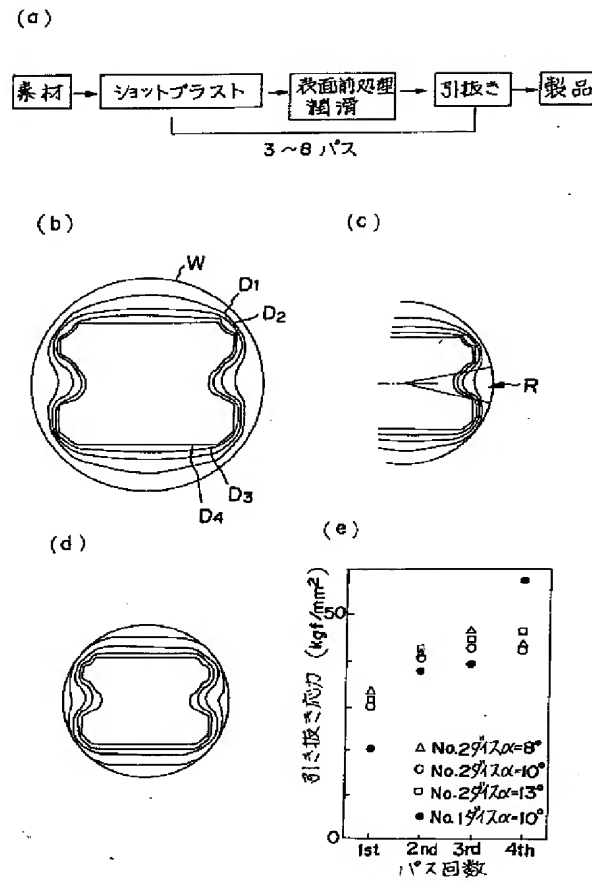 (a)
素材 ショットブラスト 表面前処理 引抜き 製品
潤滑
3～8パス
(b)
(c)
W
D1
D2
R
D3
D4
(d)
(e)
引き抜き応力 (kgf/mm²)
50
△ No.2ダイスα=8°
○ No.2ダイスα=10°
□ No.2ダイスα=13°
● No.1ダイスα=10°
0
1st 2nd 3rd 4th
パス回数